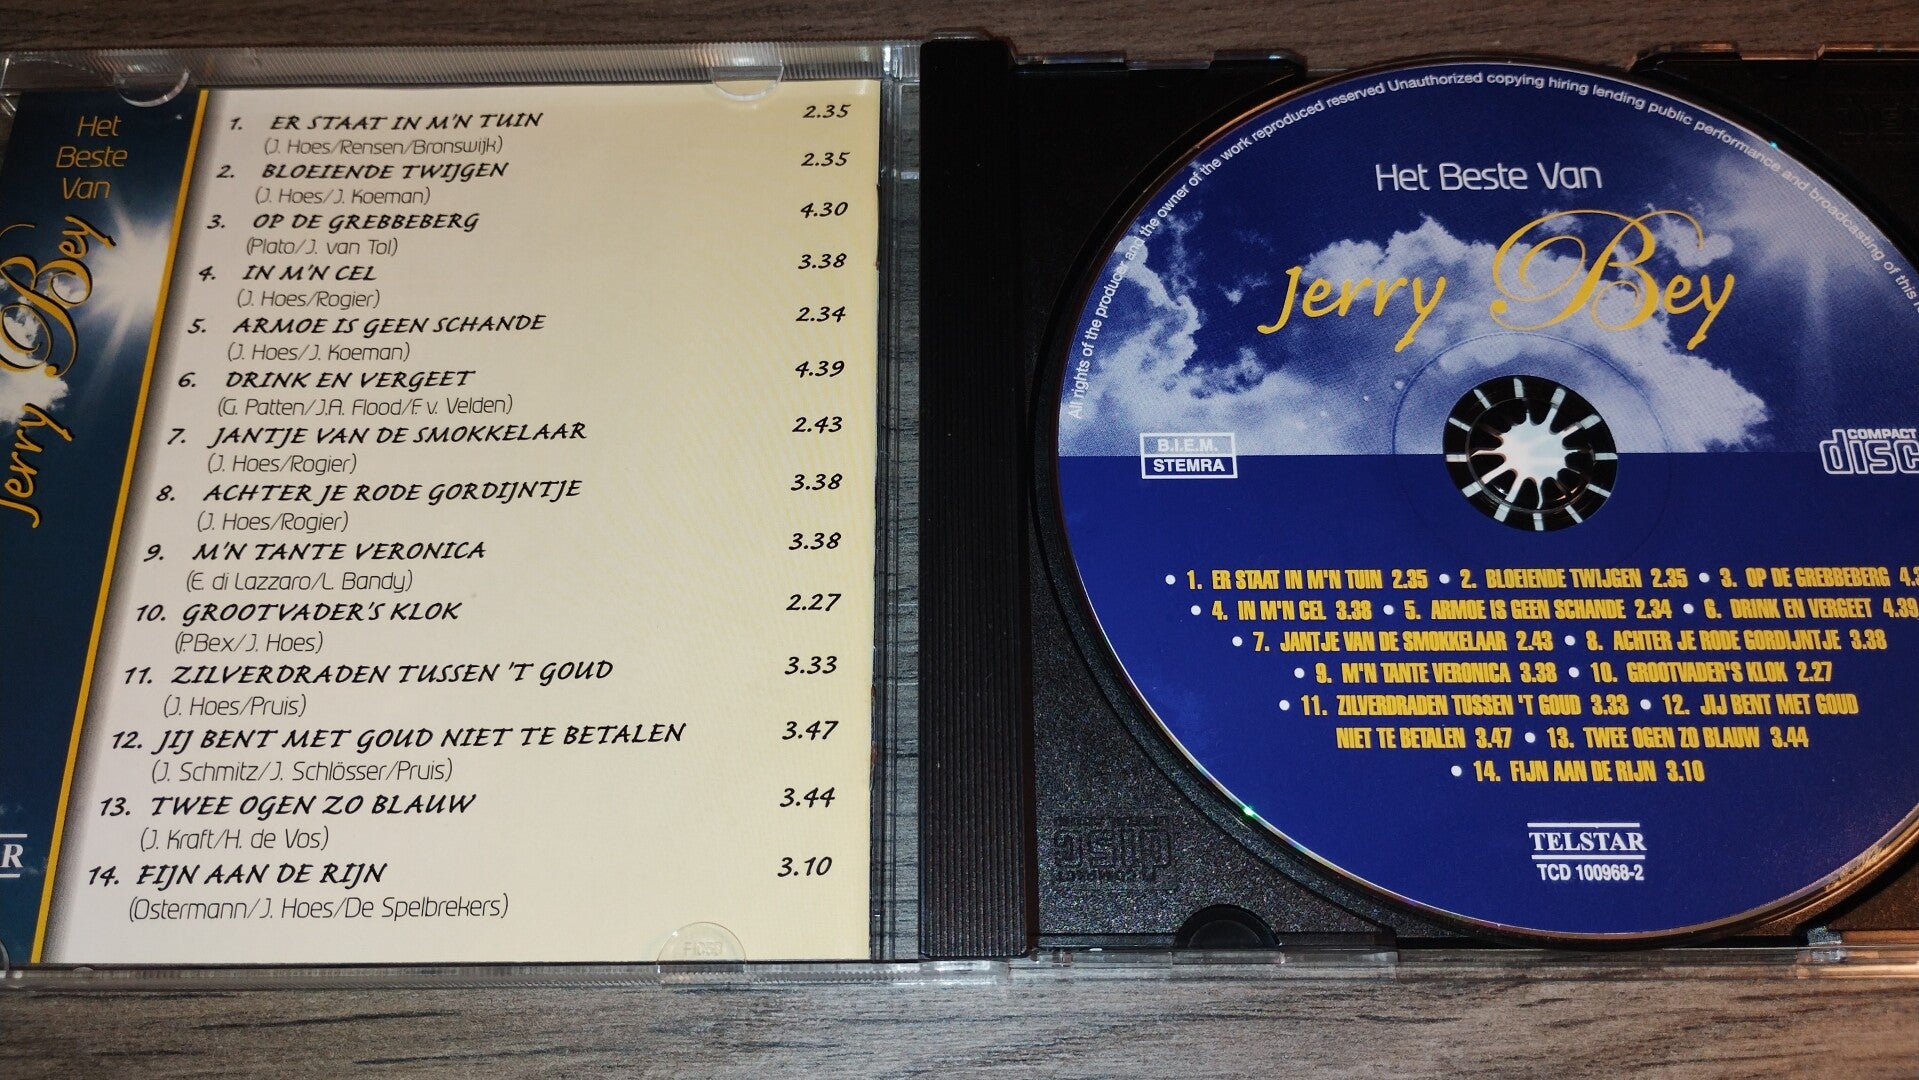 Het
Beste
Van
Jerry Bey
1. ER STAAT IN M'N TUIN 2.35
(J. Hoes/Rensen/Bronswijk)
2. BLOEIENDE TWIJGEN 2.35
(J. Hoes/J. Koeman)
3. OP DE GREBBEBERG 4.30
(Plato/J. van Tol)
4. IN M'N CEL 3.38
(J. Hoes/Rogier)
5. ARMOE IS GEEN SCHANDE 2.34
(J. Hoes/J. Koeman)
6. DRINK EN VERGEET 4.39
(G. Patten/J.A. Flood/F. v. Velden)
7. JANTJE VAN DE SMOKKELAAR 2.43
(J. Hoes/Rogier)
8. ACHTER JE RODE GORDIJNTJE 3.38
(J. Hoes/Rogier)
9. M'N TANTE VERONICA 3.38
(E. di Lazzaro/L. Bandy)
10. GROOTVADER'S KLOK 2.27
(P.Bex/J. Hoes)
11. ZILVERDRADEN TUSSEN 'T GOUD 3.33
(J. Hoes/Pruis)
12. JIJ BENT MET GOUD NIET TE BETALEN 3.47
(J. Schmitz/J. Schlösser/Pruis)
13. TWEE OGEN ZO BLAUW 3.44
(J. Kraft/H. de Vos)
14. FIJN AAN DE RIJN 3.10
(Ostermann/J. Hoes/De Spelbrekers)
R
All rights of the producer and the owner of the work reproduced reserved Unauthorized copying hiring lending public performance and broadcasting of this
Het Beste Van
Jerry Bey
B.I.E.M.
STEMRA
COMPACT
disc
• 1. ER STAAT IN M'N TUIN 2.35 • 2. BLOEIENDE TWIJGEN 2.35 • 3. OP DE GREBBEBERG 4.3
• 4. IN M'N CEL 3.38 • 5. ARMOE IS GEEN SCHANDE 2.34 • 6. DRINK EN VERGEET 4.39
• 7. JANTJE VAN DE SMOKKELAAR 2.43 • 8. ACHTER JE RODE GORDIJNTJE 3.38
• 9. M'N TANTE VERONICA 3.38 • 10. GROOTVADER'S KLOK 2.27
• 11. ZILVERDRADEN TUSSEN 'T GOUD 3.33 • 12. JIJ BENT MET GOUD
NIET TE BETALEN 3.47 • 13. TWEE OGEN ZO BLAUW 3.44
• 14. FIJN AAN DE RIJN 3.10
TELSTAR
TCD 100968-2